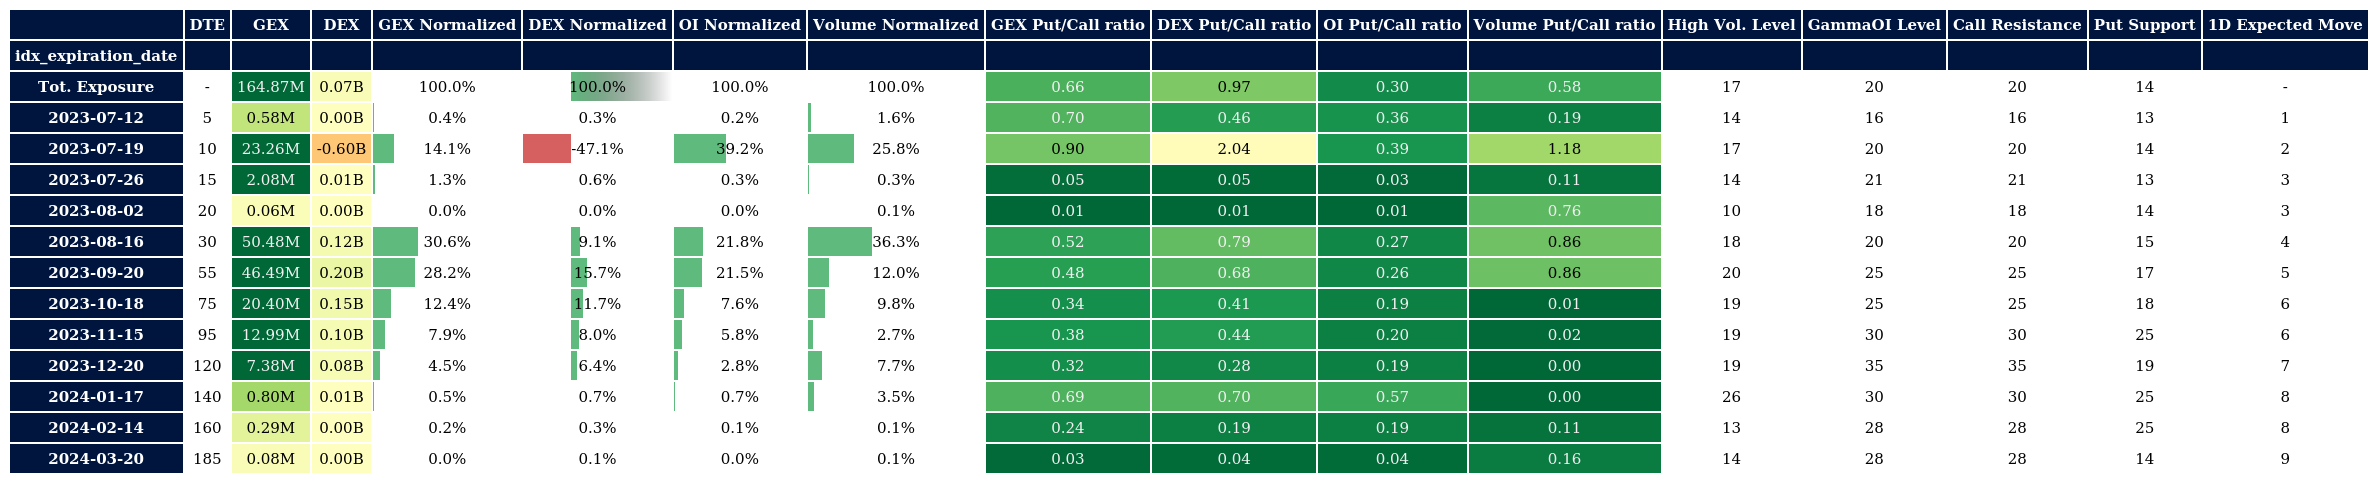 DTE GEX DEX GEX Normalized DEX Normalized OI Normalized Volume Normalized GEX Put/Call ratio DEX Put/Call ratio OI Put/Call ratio Volume Put/Call ratio High Vol. Level GammaOI Level Call Resistance Put Support 1D Expected Move
idx_expiration_date
Tot. Exposure - 164.87M 0.07B 100.0% 100.0% 100.0% 100.0% 0.66 0.97 0.30 0.58 17 20 20 14 -
2023-07-12 5 0.58M 0.00B 0.4% 0.3% 0.2% 1.6% 0.70 0.46 0.36 0.19 14 16 16 13 1
2023-07-19 10 23.26M -0.60B 14.1% -47.1% 39.2% 25.8% 0.90 2.04 0.39 1.18 17 20 20 14 2
2023-07-26 15 2.08M 0.01B 1.3% 0.6% 0.3% 0.3% 0.05 0.05 0.03 0.11 14 21 21 13 3
2023-08-02 20 0.06M 0.00B 0.0% 0.0% 0.0% 0.1% 0.01 0.01 0.01 0.76 10 18 18 14 3
2023-08-16 30 50.48M 0.12B 30.6% 9.1% 21.8% 36.3% 0.52 0.79 0.27 0.86 18 20 20 15 4
2023-09-20 55 46.49M 0.20B 28.2% 15.7% 21.5% 12.0% 0.48 0.68 0.26 0.86 20 25 25 17 5
2023-10-18 75 20.40M 0.15B 12.4% 11.7% 7.6% 9.8% 0.34 0.41 0.19 0.01 19 25 25 18 6
2023-11-15 95 12.99M 0.10B 7.9% 8.0% 5.8% 2.7% 0.38 0.44 0.20 0.02 19 30 30 25 6
2023-12-20 120 7.38M 0.08B 4.5% 6.4% 2.8% 7.7% 0.32 0.28 0.19 0.00 19 35 35 19 7
2024-01-17 140 0.80M 0.01B 0.5% 0.7% 0.7% 3.5% 0.69 0.70 0.57 0.00 26 30 30 25 8
2024-02-14 160 0.29M 0.00B 0.2% 0.3% 0.1% 0.1% 0.24 0.19 0.19 0.11 13 28 28 25 8
2024-03-20 185 0.08M 0.00B 0.0% 0.1% 0.0% 0.1% 0.03 0.04 0.04 0.16 14 28 28 14 9